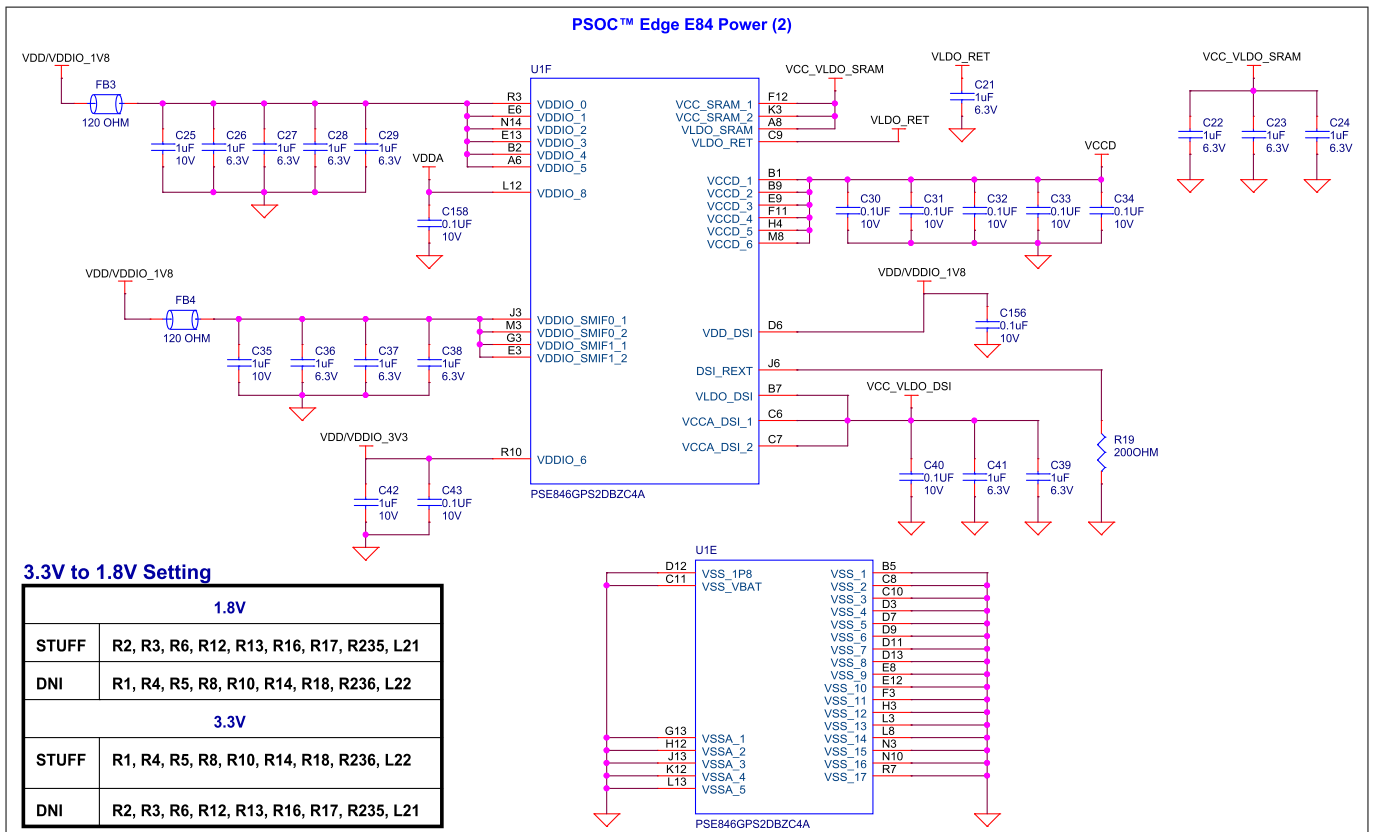 PSOC™ Edge E84 Power (2)
VDD/VDDIO_1V8
FB3
120 OHM
C25
1uF
10V
C26
1uF
6.3V
C27
1uF
6.3V
C28
1uF
6.3V
C29
1uF
6.3V
VDDA
C158
0.1UF
10V
VDD/VDDIO_1V8
FB4
120 OHM
C35
1uF
10V
C36
1uF
6.3V
C37
1uF
6.3V
C38
1uF
6.3V
VDD/VDDIO_3V3
C42
1uF
10V
C43
0.1UF
10V
U1F
R3 VDDIO_0
E6 VDDIO_1
N14 VDDIO_2
E13 VDDIO_3
B2 VDDIO_4
A6 VDDIO_5
L12 VDDIO_8
J3 VDDIO_SMIF0_1
M3 VDDIO_SMIF0_2
G3 VDDIO_SMIF1_1
E3 VDDIO_SMIF1_2
R10 VDDIO_6
VCC_SRAM_1 F12
VCC_SRAM_2 K3
VLDO_SRAM A8
VLDO_RET C9
VCCD_1 B1
VCCD_2 B9
VCCD_3 E9
VCCD_4 F11
VCCD_5 H4
VCCD_6 M8
VDD_DSI D6
DSI_REXT J6
VLDO_DSI B7
VCCA_DSI_1 C6
VCCA_DSI_2 C7
PSE846GPS2DBZC4A
VCC_VLDO_SRAM
VLDO_RET
VLDO_RET
C21
1uF
6.3V
VCC_VLDO_SRAM
C22
1uF
6.3V
C23
1uF
6.3V
C24
1uF
6.3V
VCCD
C30
0.1UF
10V
C31
0.1UF
10V
C32
0.1UF
10V
C33
0.1UF
10V
C34
0.1UF
10V
VDD/VDDIO_1V8
C156
0.1uF
10V
VCC_VLDO_DSI
C40
0.1UF
10V
C41
1uF
6.3V
C39
1uF
6.3V
R19
200OHM
3.3V to 1.8V Setting
1.8V
STUFF R2, R3, R6, R12, R13, R16, R17, R235, L21
DNI R1, R4, R5, R8, R10, R14, R18, R236, L22
3.3V
STUFF R1, R4, R5, R8, R10, R14, R18, R236, L22
DNI R2, R3, R6, R12, R13, R16, R17, R235, L21
U1E
D12 VSS_1P8
C11 VSS_VBAT
G13 VSSA_1
H12 VSSA_2
J13 VSSA_3
K12 VSSA_4
L13 VSSA_5
VSS_1 B5
VSS_2 C8
VSS_3 C10
VSS_4 D3
VSS_5 D7
VSS_6 D9
VSS_7 D11
VSS_8 D13
VSS_9 E8
VSS_10 E12
VSS_11 F3
VSS_12 H3
VSS_13 L3
VSS_14 L8
VSS_15 N3
VSS_16 N10
VSS_17 R7
PSE846GPS2DBZC4A